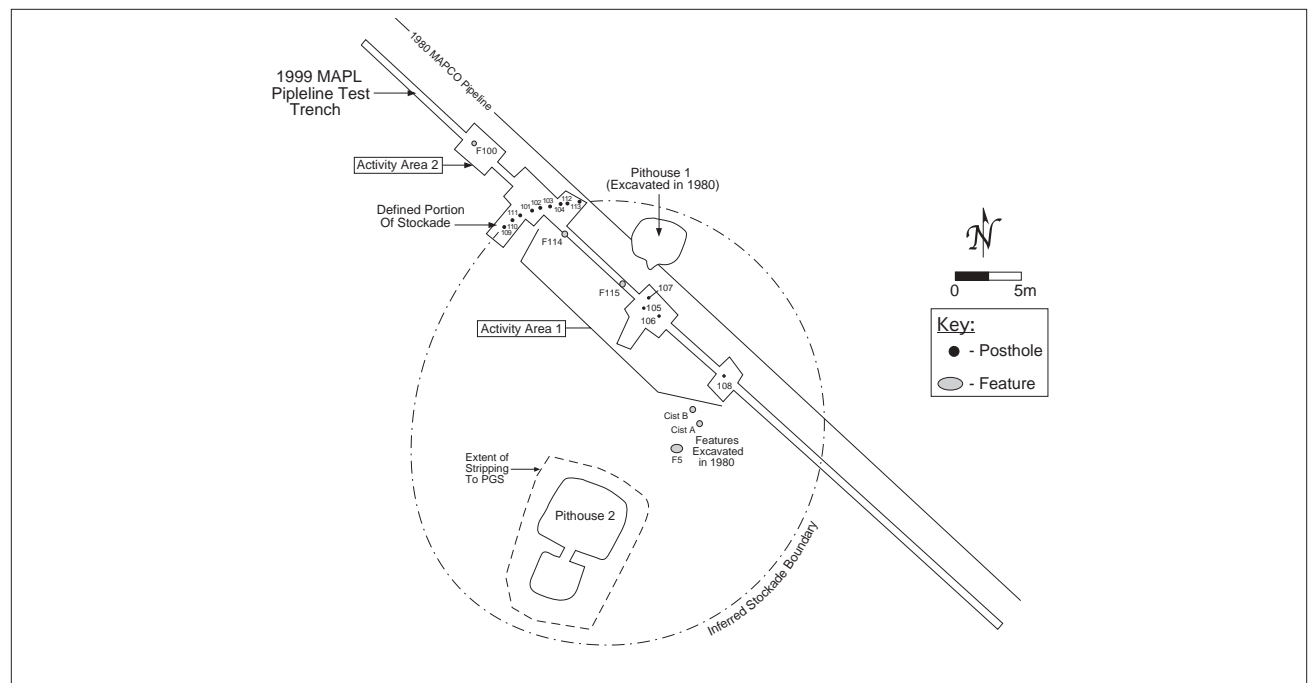 1980 MAPCO Pipeline
1999 MAPL
Pipleline Test
Trench
F100
Activity Area 2
Pithouse 1
(Excavated in 1980)
Defined Portion
Of Stockade
109
110
111
101
102
103
104
112
113
F114
F115
107
105
106
Activity Area 1
108
N
0 5m
Key:
- Posthole
- Feature
Cist B
Cist A
F5
Features
Excavated
in 1980
Extent of
Stripping
To PGS
Pithouse 2
Inferred Stockade Boundary